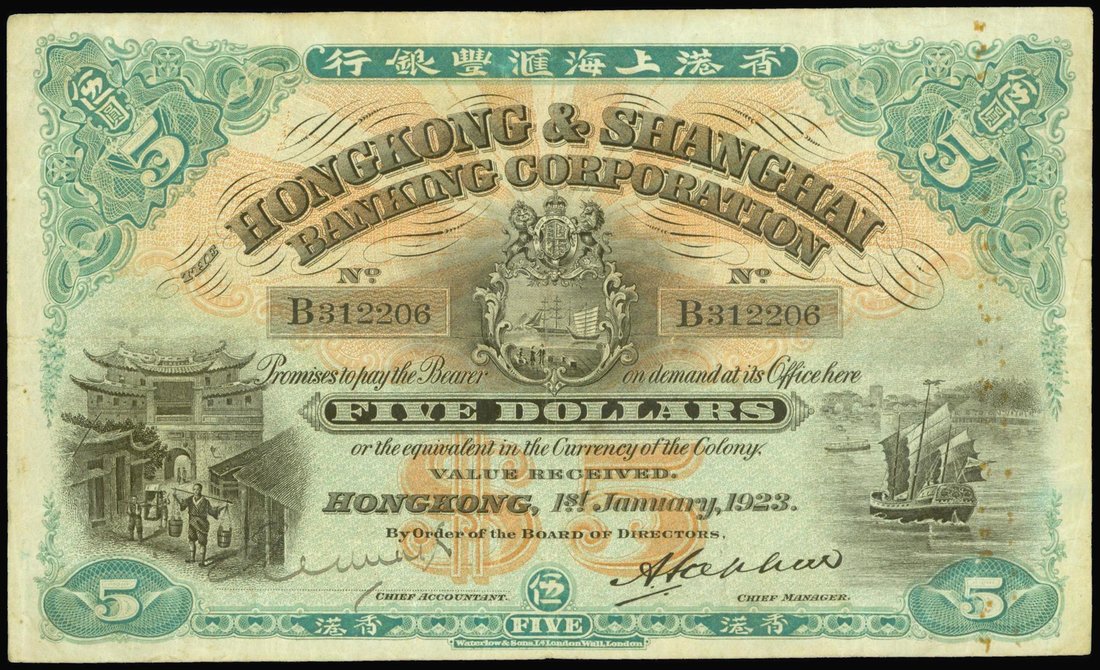 香港上海滙豐銀行
伍圓
5
伍圓
5
THE HONGKONG & SHANGHAI
BANKING CORPORATION
No No
B312206 B312206
Promises to pay the Bearer on demand at its Office here
FIVE DOLLARS
or the equivalent in the Currency of the Colony.
VALUE RECEIVED.
$5
HONGKONG, 1st January, 1923.
By Order of the BOARD OF DIRECTORS.
CHIEF ACCOUNTANT. CHIEF MANAGER.
5 伍 5
香港 FIVE 香港
Waterlow & Sons, Ld London Wall, London